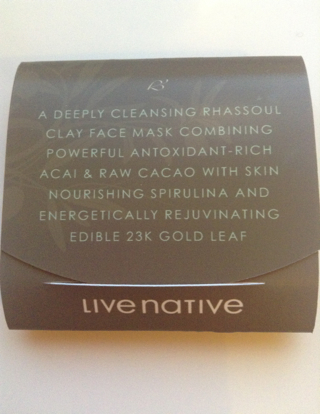 A DEEPLY CLEANSING RHASSOUL
CLAY FACE MASK COMBINING
POWERFUL ANTOXIDANT-RICH
ACAI & RAW CACAO WITH SKIN
NOURISHING SPIRULINA AND
ENERGETICALLY REJUVINATING
EDIBLE 23K GOLD LEAF
LIVE NATIVE